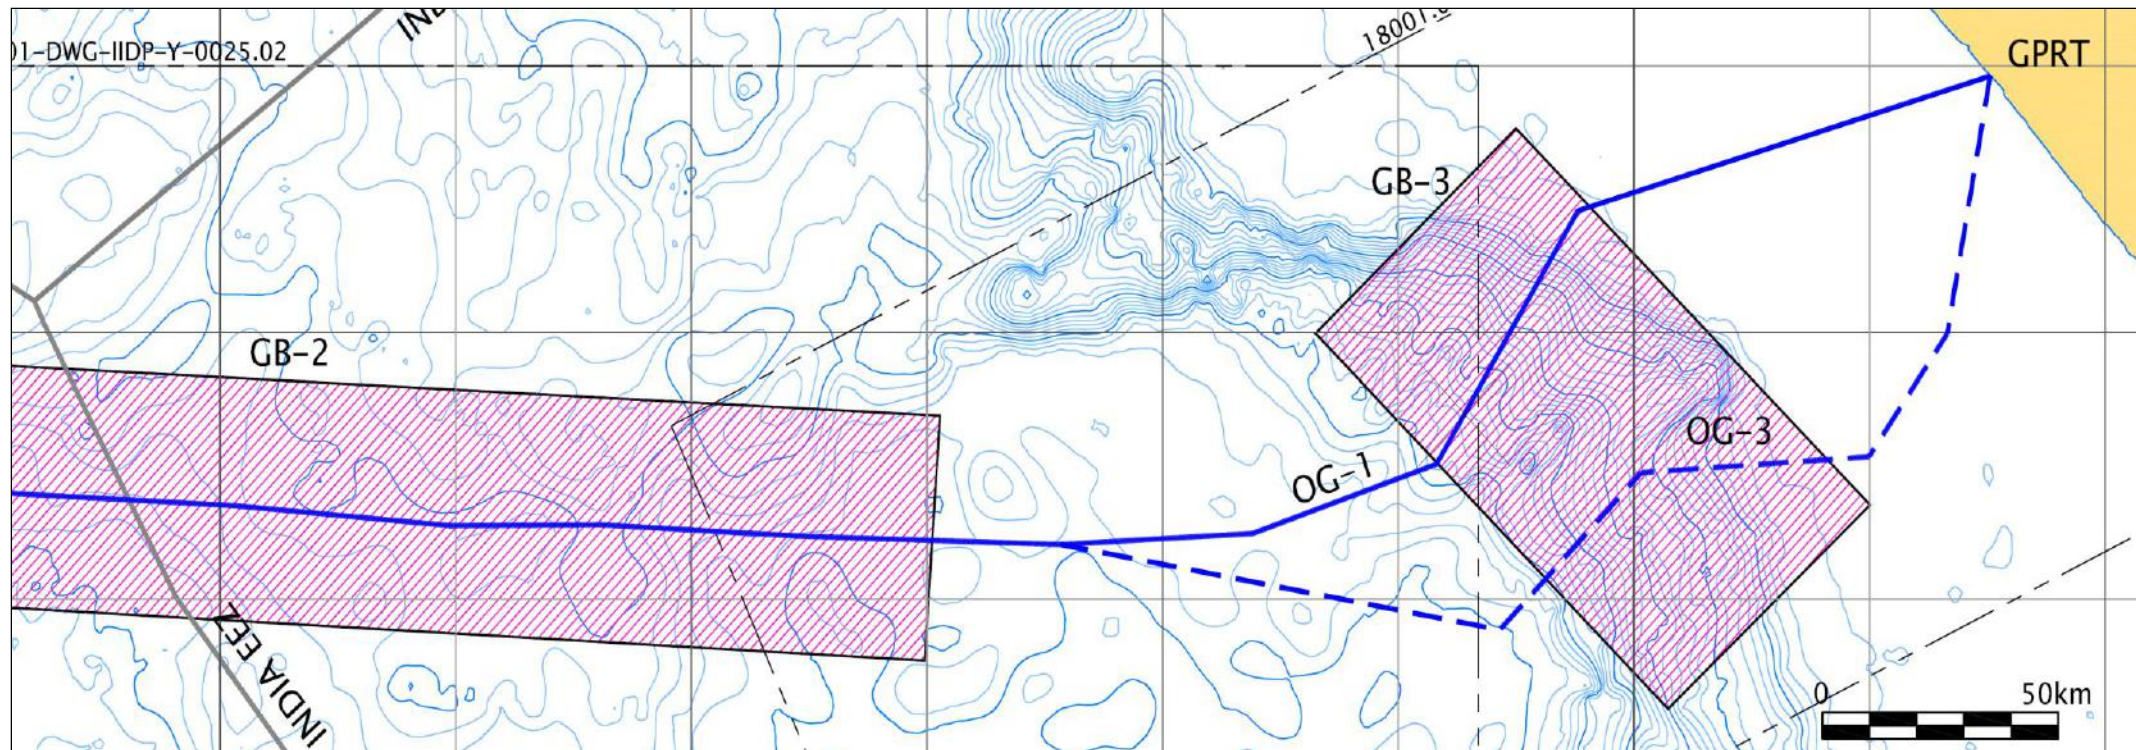 01-DWG-IIDP-Y-0025.02
GPRT
GB-3
GB-2
OG-3
OG-1
INDIA EEZ
0 50km